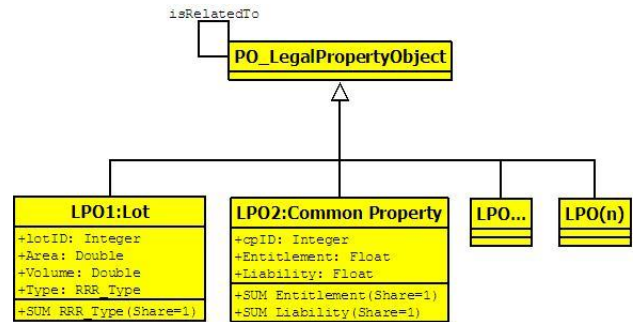 isRelatedTo
PO_LegalPropertyObject
LPO1:Lot
+lotID: Integer
+Area: Double
+Volume: Double
+Type: RRR_Type
+SUM RRR_Type(Share=1)
LPO2:Common Property
+cpID: Integer
+Entitlement: Float
+Liability: Float
+SUM Entitlement(Share=1)
+SUM Liability(Share=1)
LPO...
LPO(n)